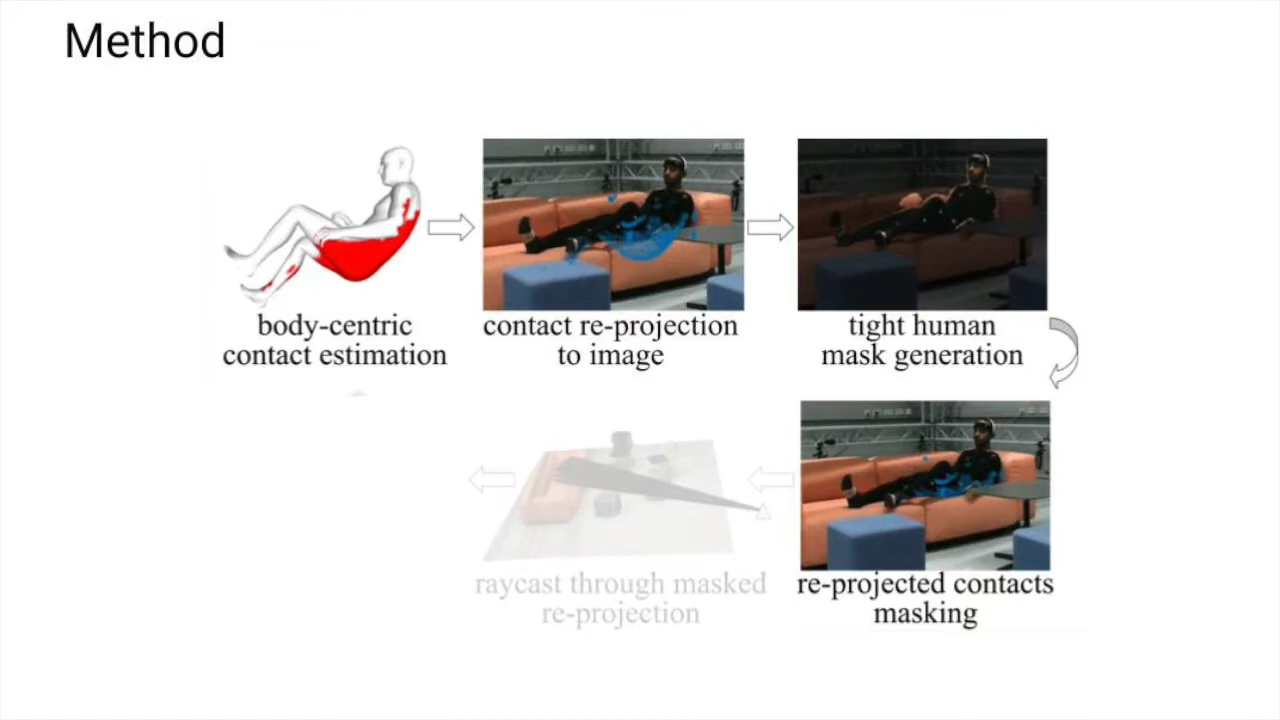 Method
body-centric
contact estimation
contact re-projection
to image
tight human
mask generation
re-projected contacts
masking
raycast through masked
re-projection